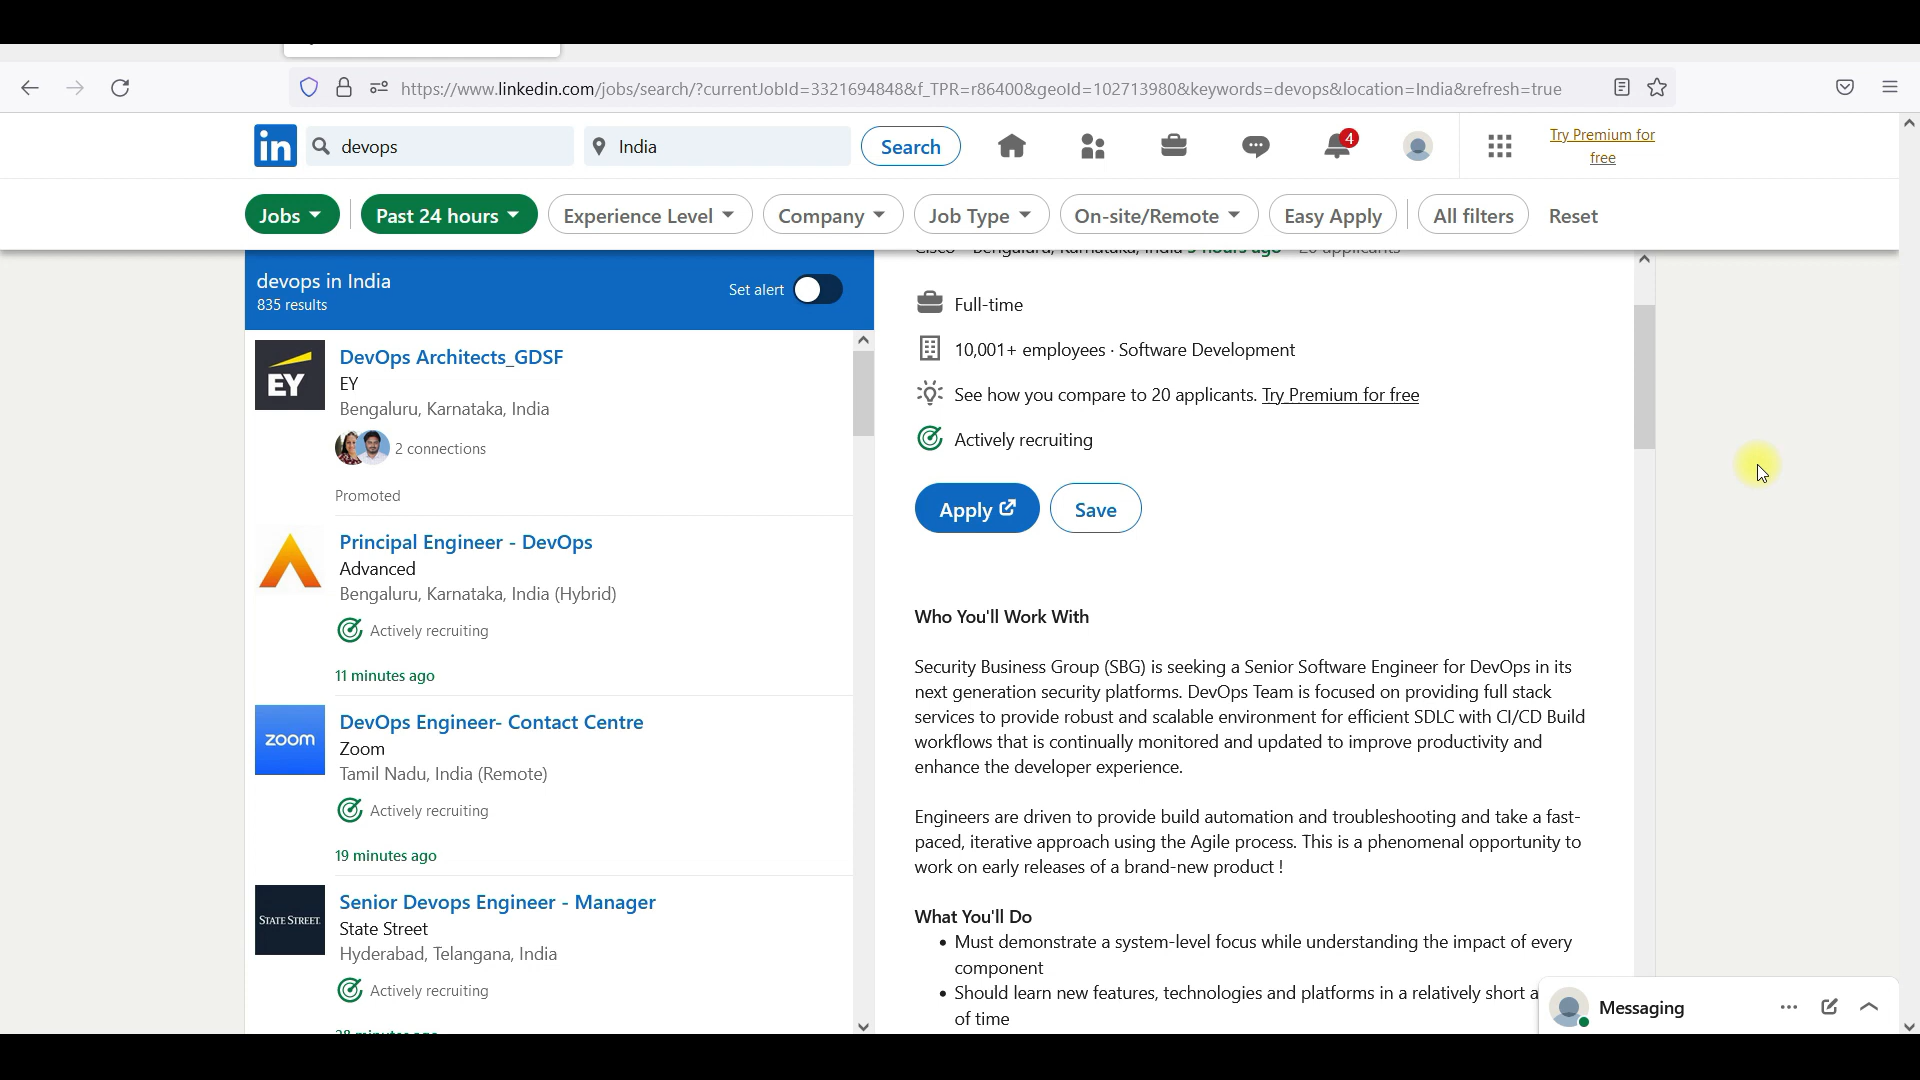 https://www.linkedin.com/jobs/search/?currentJobId=3321694848&f_TPR=r86400&geoId=102713980&keywords=devops&location=India&refresh=true
in
devops
India
Search
4
Try Premium for
free
Jobs
Past 24 hours
Experience Level
Company
Job Type
On-site/Remote
Easy Apply
All filters
Reset
devops in India
835 results
Set alert
EY
DevOps Architects_GDSF
EY
Bengaluru, Karnataka, India
2 connections
Promoted
Principal Engineer - DevOps
Advanced
Bengaluru, Karnataka, India (Hybrid)
Actively recruiting
11 minutes ago
zoom
DevOps Engineer- Contact Centre
Zoom
Tamil Nadu, India (Remote)
Actively recruiting
19 minutes ago
STATE STREET.
Senior Devops Engineer - Manager
State Street
Hyderabad, Telangana, India
Actively recruiting
Cisco Bengaluru, Karnataka, India 9 hours ago 20 applicants
Full-time
10,001+ employees · Software Development
See how you compare to 20 applicants. Try Premium for free
Actively recruiting
Apply
Save
Who You'll Work With
Security Business Group (SBG) is seeking a Senior Software Engineer for DevOps in its
next generation security platforms. DevOps Team is focused on providing full stack
services to provide robust and scalable environment for efficient SDLC with CI/CD Build
workflows that is continually monitored and updated to improve productivity and
enhance the developer experience.
Engineers are driven to provide build automation and troubleshooting and take a fast-
paced, iterative approach using the Agile process. This is a phenomenal opportunity to
work on early releases of a brand-new product !
What You'll Do
• Must demonstrate a system-level focus while understanding the impact of every
component
• Should learn new features, technologies and platforms in a relatively short a
of time
Messaging